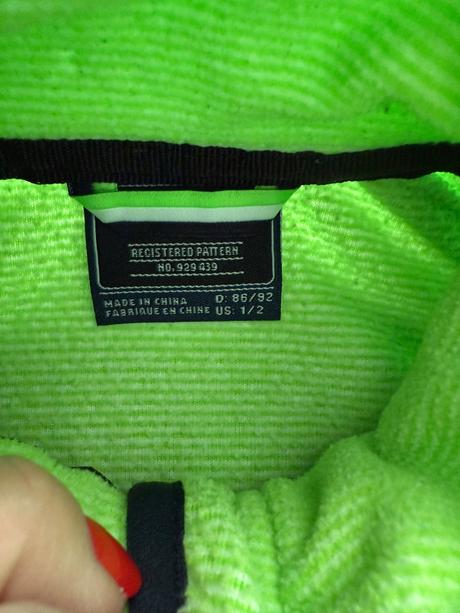 REGISTERED PATTERN
NO. 929 439
MADE IN CHINA D: 86/92
FABRIQUE EN CHINE US: 1/2